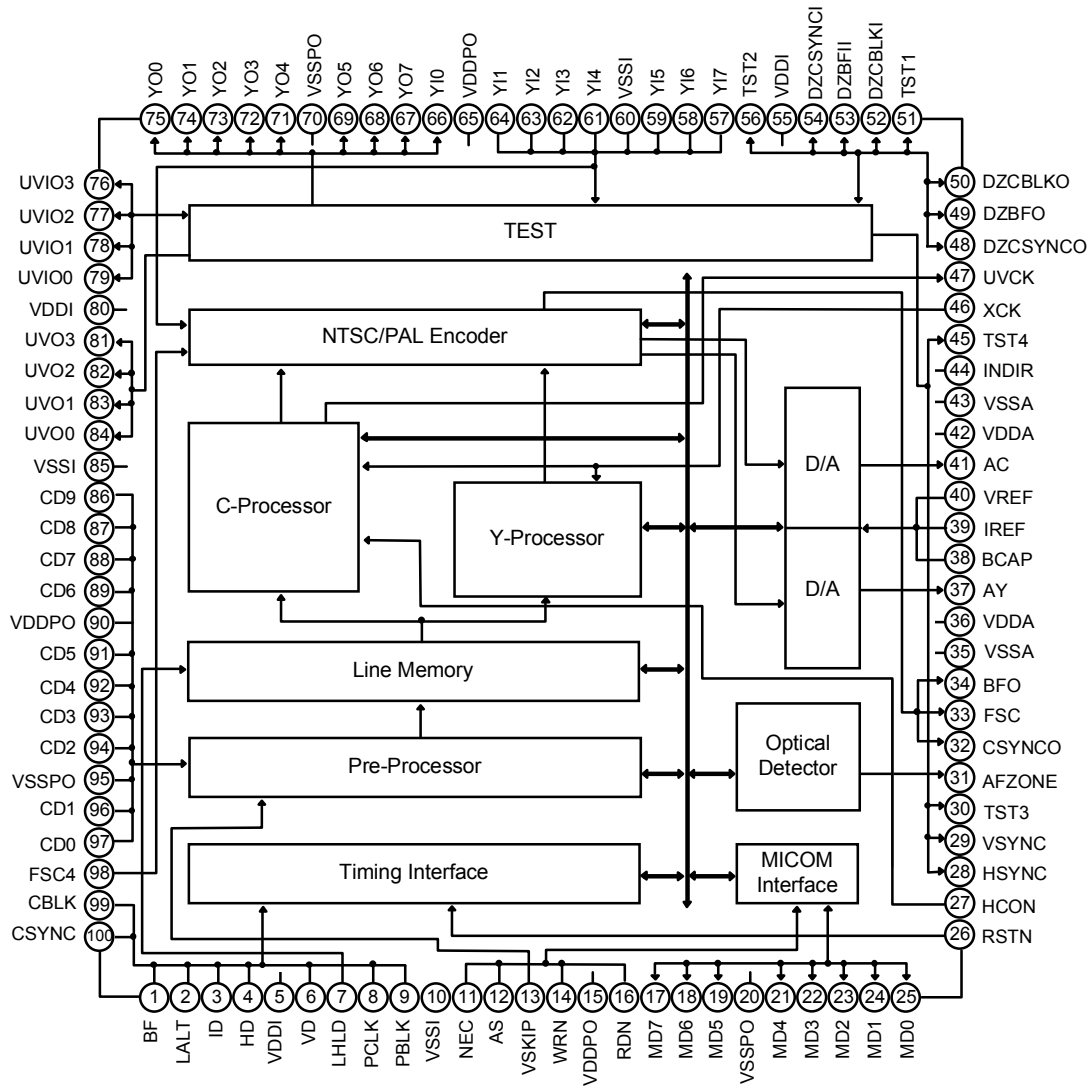 YO0
YO1
YO2
YO3
YO4
VSSPO
YO5
YO6
YO7
YI0
VDDPO
YI1
YI2
YI3
YI4
VSSI
YI5
YI6
YI7
TST2
VDDI
DZCSYNCI
DZBFII
DZCBLKI
TST1
75
74
73
72
71
70
69
68
67
66
65
64
63
62
61
60
59
58
57
56
55
54
53
52
51
UVIO3 76
UVIO2 77
UVIO1 78
UVIO0 79
VDDI 80
UVO3 81
UVO2 82
UVO1 83
UVO0 84
VSSI 85
CD9 86
CD8 87
CD7 88
CD6 89
VDDPO 90
CD5 91
CD4 92
CD3 93
CD2 94
VSSPO 95
CD1 96
CD0 97
FSC4 98
CBLK 99
CSYNC 100
TEST
NTSC/PAL Encoder
C-Processor
Y-Processor
D/A
D/A
Line Memory
Pre-Processor
Optical
Detector
Timing Interface
MICOM
Interface
50 DZCBLKO
49 DZBFO
48 DZCSYNCO
47 UVCK
46 XCK
45 TST4
44 INDIR
43 VSSA
42 VDDA
41 AC
40 VREF
39 IREF
38 BCAP
37 AY
36 VDDA
35 VSSA
34 BFO
33 FSC
32 CSYNCO
31 AFZONE
30 TST3
29 VSYNC
28 HSYNC
27 HCON
26 RSTN
1
2
3
4
5
6
7
8
9
10
11
12
13
14
15
16
17
18
19
20
21
22
23
24
25
BF
LALT
ID
HD
VDDI
VD
LHLD
PCLK
PBLK
VSSI
NEC
AS
VSKIP
WRN
VDDPO
RDN
MD7
MD6
MD5
VSSPO
MD4
MD3
MD2
MD1
MD0